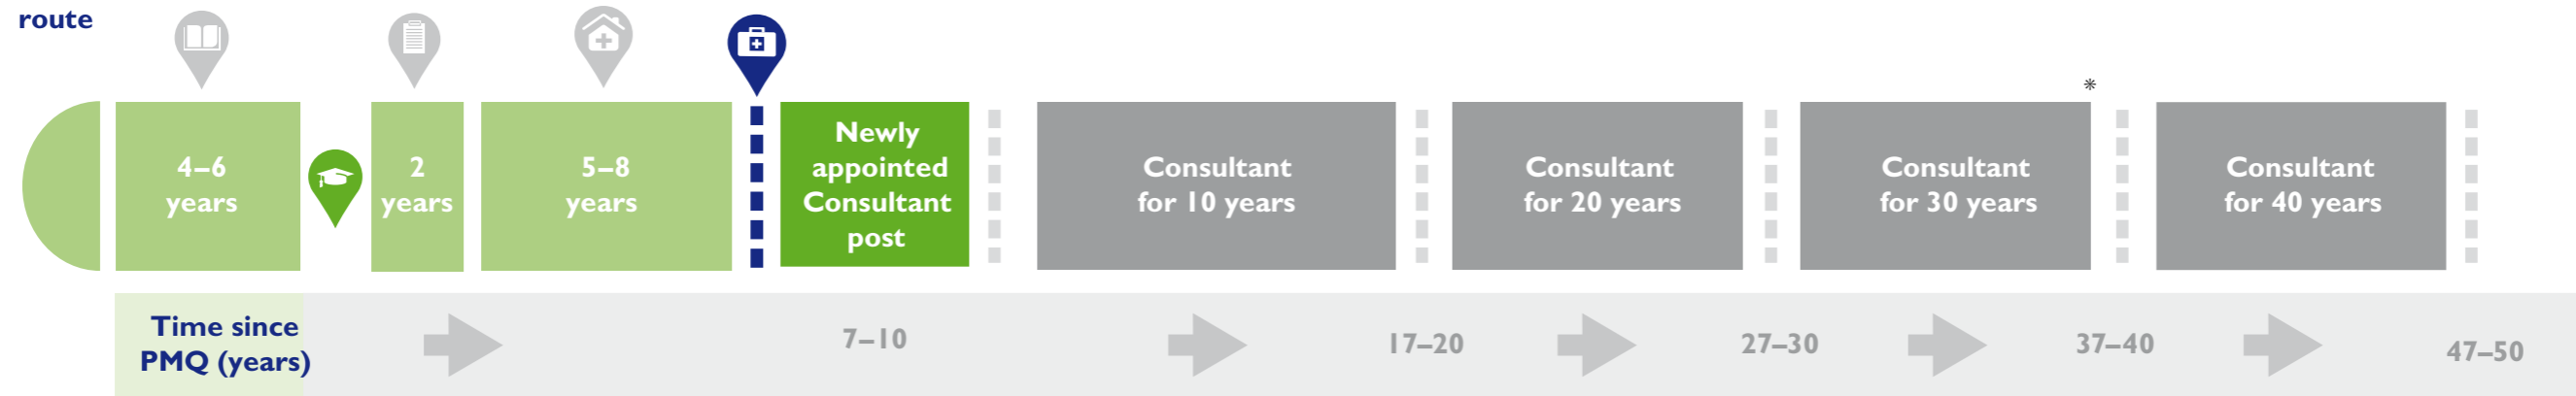 route
4–6
years
2
years
5–8
years
Newly
appointed
Consultant
post
Consultant
for 10 years
Consultant
for 20 years
*
Consultant
for 30 years
Consultant
for 40 years
Time since
PMQ (years)
7–10
17–20
27–30
37–40
47–50